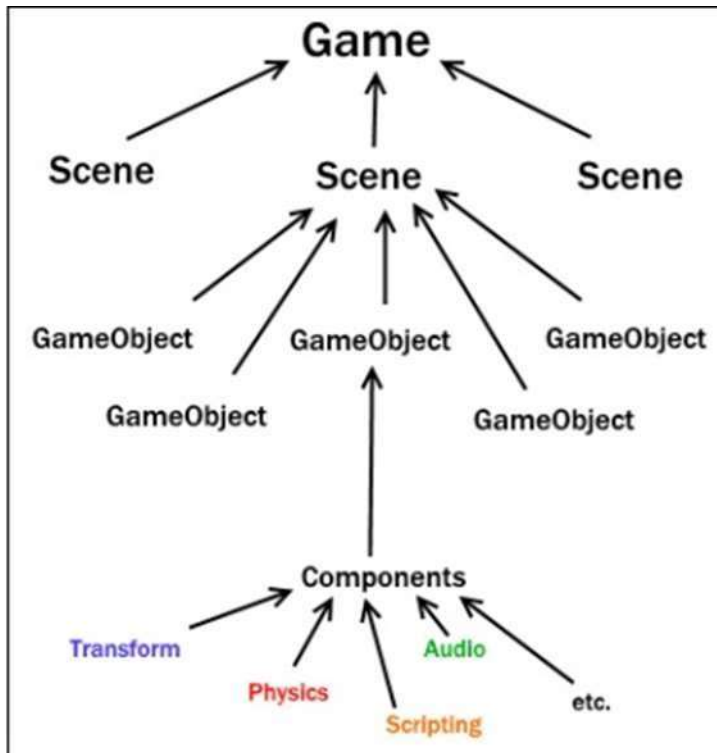 Game
Scene
Scene
Scene
GameObject
GameObject
GameObject
GameObject
GameObject
Components
Transform
Audio
Physics
Scripting
etc.